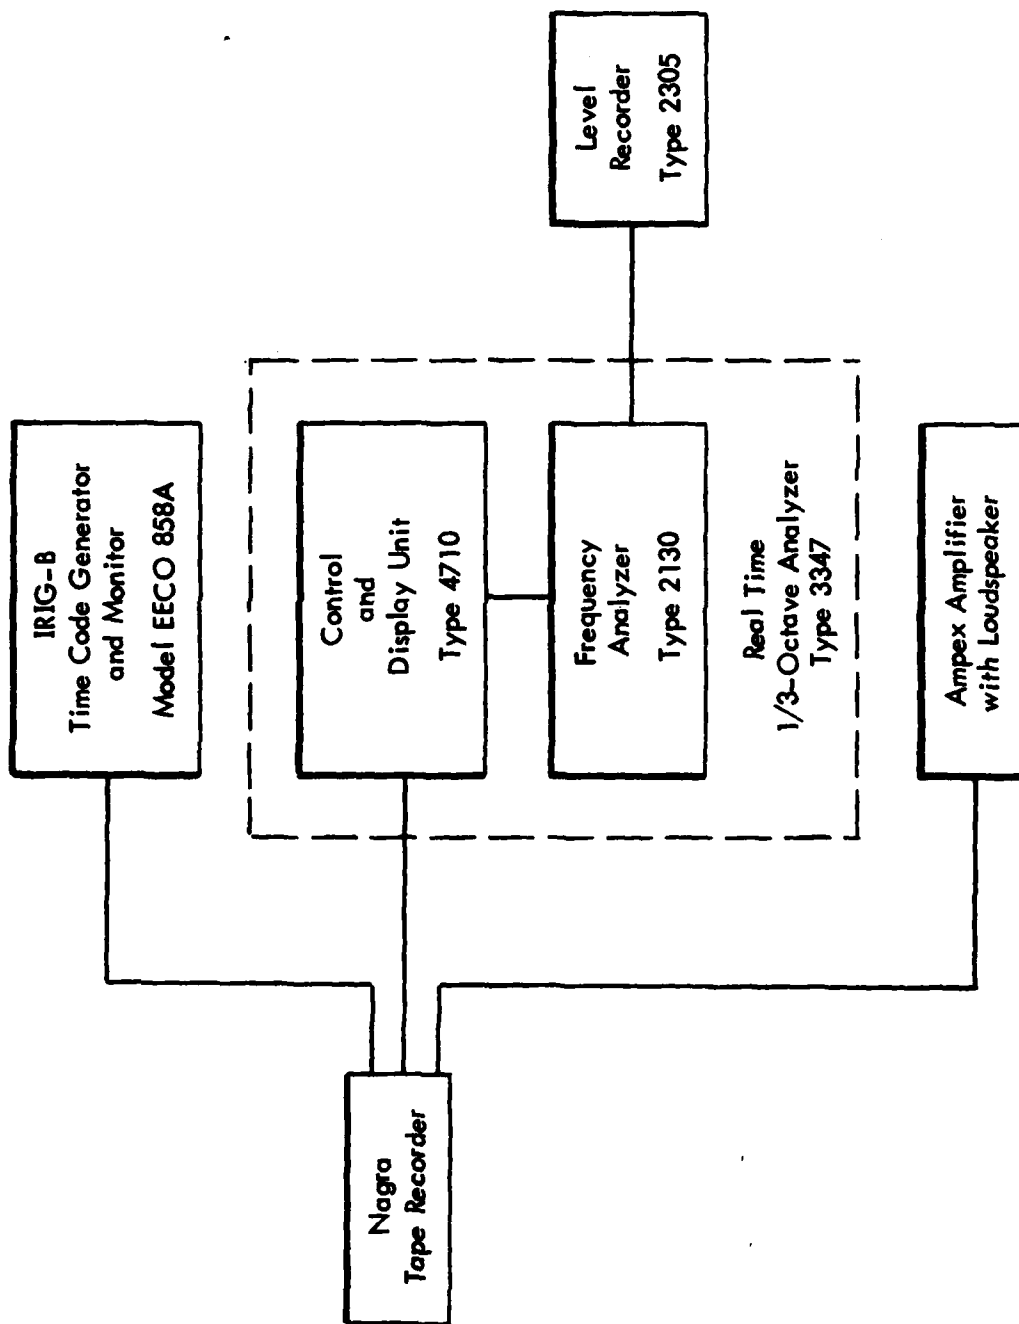 Nagra
Tape Recorder
IRIG-B
Time Code Generator
and Monitor
Model EECO 858A
Control
and
Display Unit
Type 4710
Frequency
Analyzer
Type 2130
Real Time
1/3-Octave Analyzer
Type 3347
Ampex Amplifier
with Loudspeaker
Level
Recorder
Type 2305